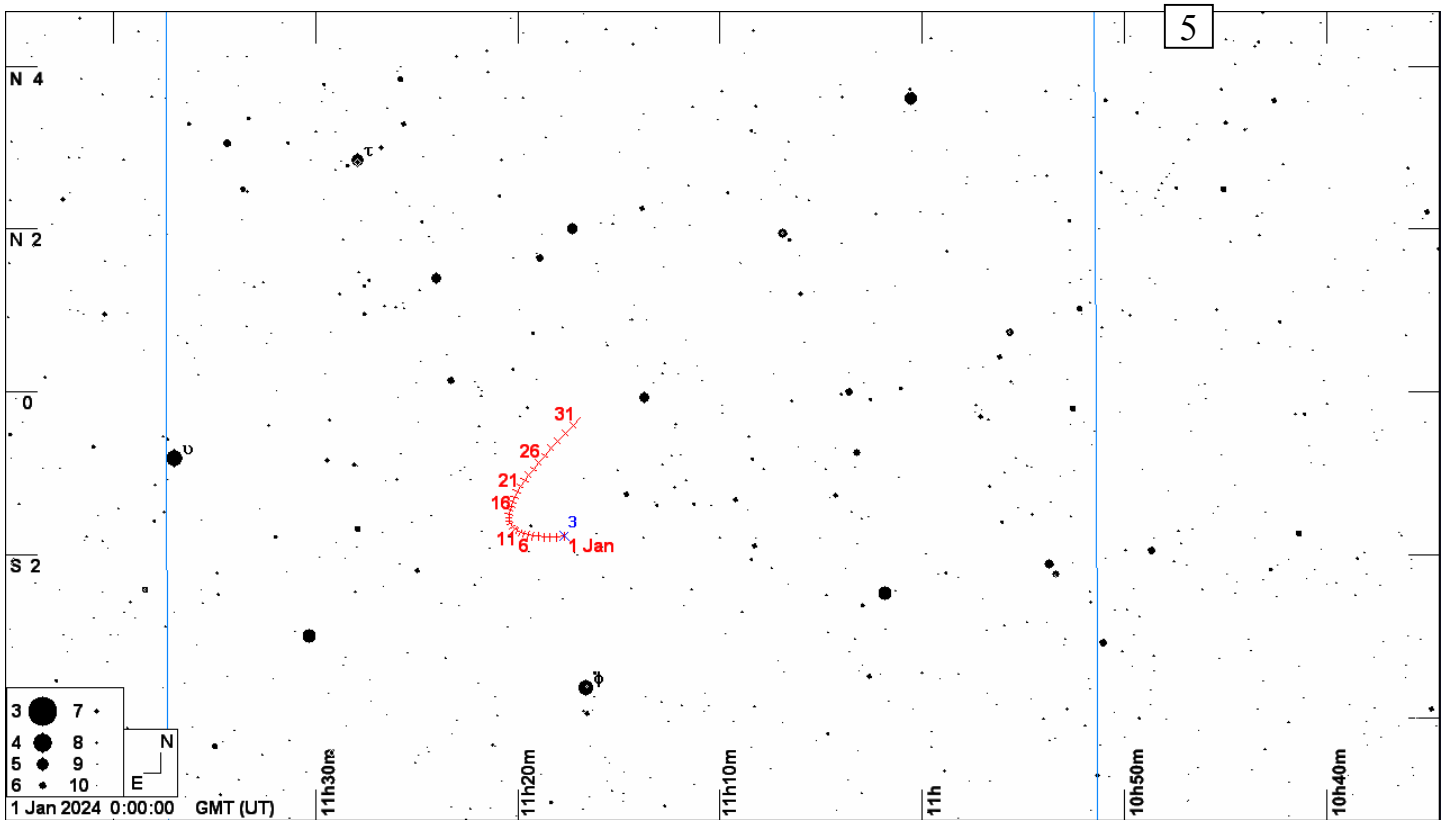 5
N 4
τ
N 2
0
31
26
υ
21
16
3
11
6
1 Jan
S 2
φ
3 7
4 8
5 9
6 10
N
E
11h30m
11h20m
11h10m
11h
10h50m
10h40m
1 Jan 2024 0:00:00 GMT (UT)